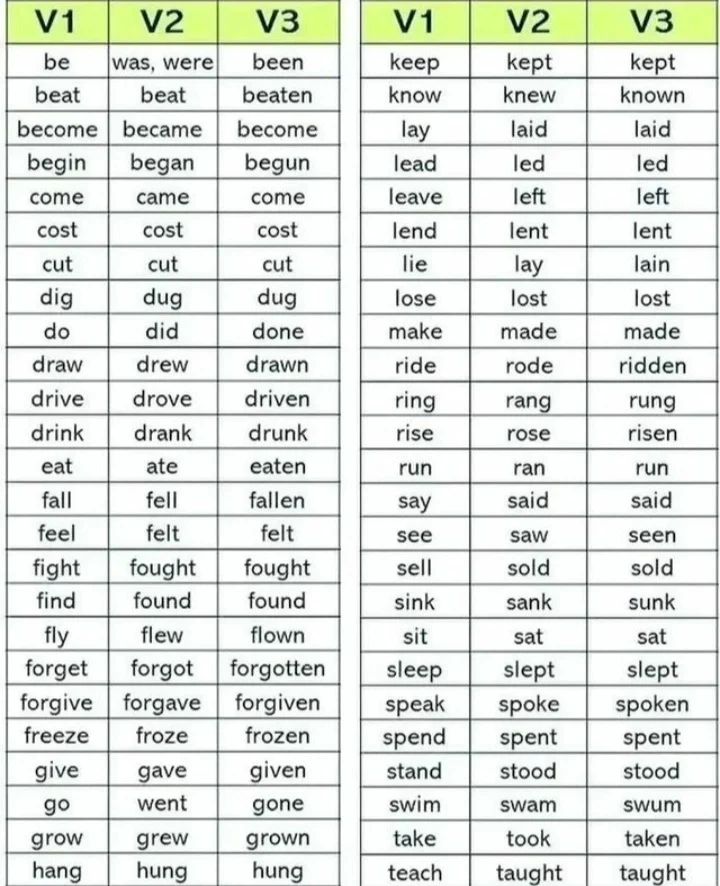 V1 V2 V3
be was, were been
beat beat beaten
become became become
begin began begun
come came come
cost cost cost
cut cut cut
dig dug dug
do did done
draw drew drawn
drive drove driven
drink drank drunk
eat ate eaten
fall fell fallen
feel felt felt
fight fought fought
find found found
fly flew flown
forget forgot forgotten
forgive forgave forgiven
freeze froze frozen
give gave given
go went gone
grow grew grown
hang hung hung
V1 V2 V3
keep kept kept
know knew known
lay laid laid
lead led led
leave left left
lend lent lent
lie lay lain
lose lost lost
make made made
ride rode ridden
ring rang rung
rise rose risen
run ran run
say said said
see saw seen
sell sold sold
sink sank sunk
sit sat sat
sleep slept slept
speak spoke spoken
spend spent spent
stand stood stood
swim swam swum
take took taken
teach taught taught